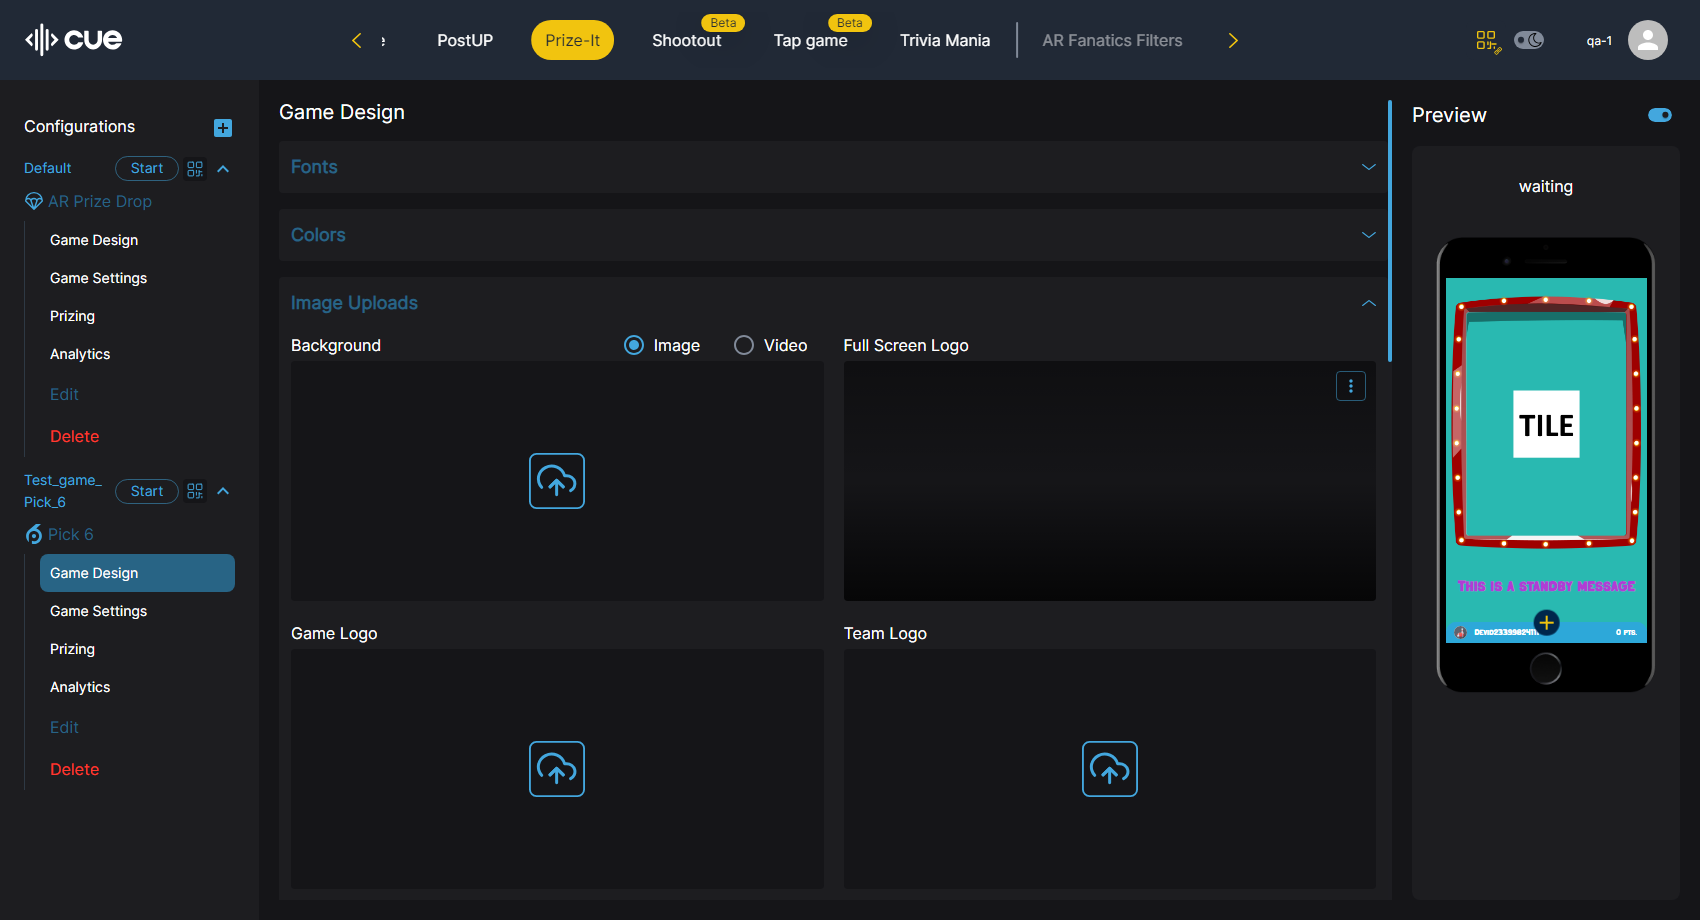 cue
PostUP
Prize-It
Shootout
Beta
Tap game
Beta
Trivia Mania
AR Fanatics Filters
qa-1
Configurations
Default
Start
AR Prize Drop
Game Design
Game Settings
Prizing
Analytics
Edit
Delete
Test_game_
Pick_6
Start
Pick 6
Game Design
Game Settings
Prizing
Analytics
Edit
Delete
Game Design
Fonts
Colors
Image Uploads
Background
Image
Video
Full Screen Logo
Game Logo
Team Logo
Preview
waiting
TILE
THIS IS A STANDBY MESSAGE
0 PTS.